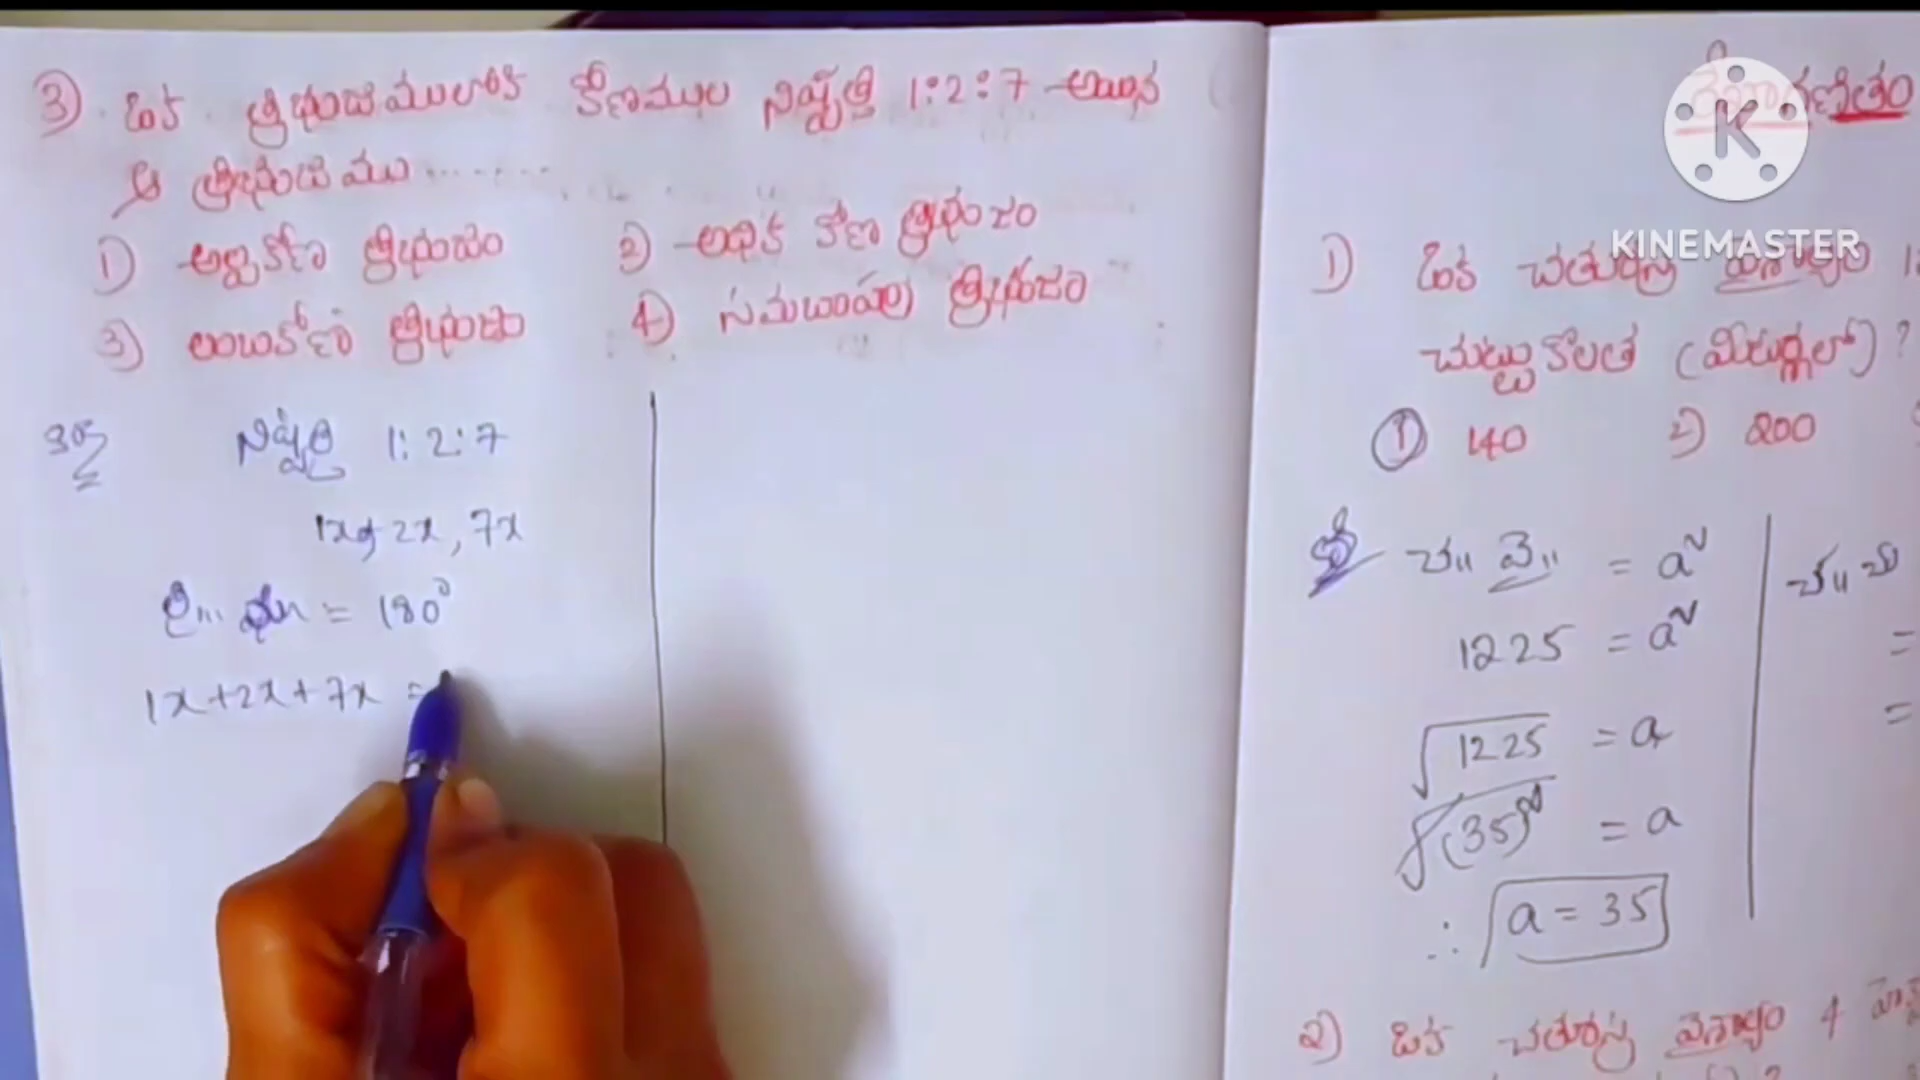 3) ఒక త్రిభుజములోని కోణముల నిష్పత్తి 1:2:7 అయిన
ఆ త్రిభుజము ........
1) అల్పకోణ త్రిభుజం 2) అధిక కోణ త్రిభుజం
3) లంబకోణ త్రిభుజం 4) సమబాహు త్రిభుజం
నిష్పత్తి 1:2:7
1x, 2x, 7x
= 180°
1x+2x+7x =
KINEMASTER
1) ఒక చతురస్ర వైశాల్యం
చుట్టుకొలత (మీటర్లలో)?
1) 140 2) 200
చ॥ వై॥ = a²
1225 = a²
√1225 = a
√(35)² = a
∴ a = 35
చ॥ చు
=
=
2) ఒక చతురస్ర వైశాల్యం 4